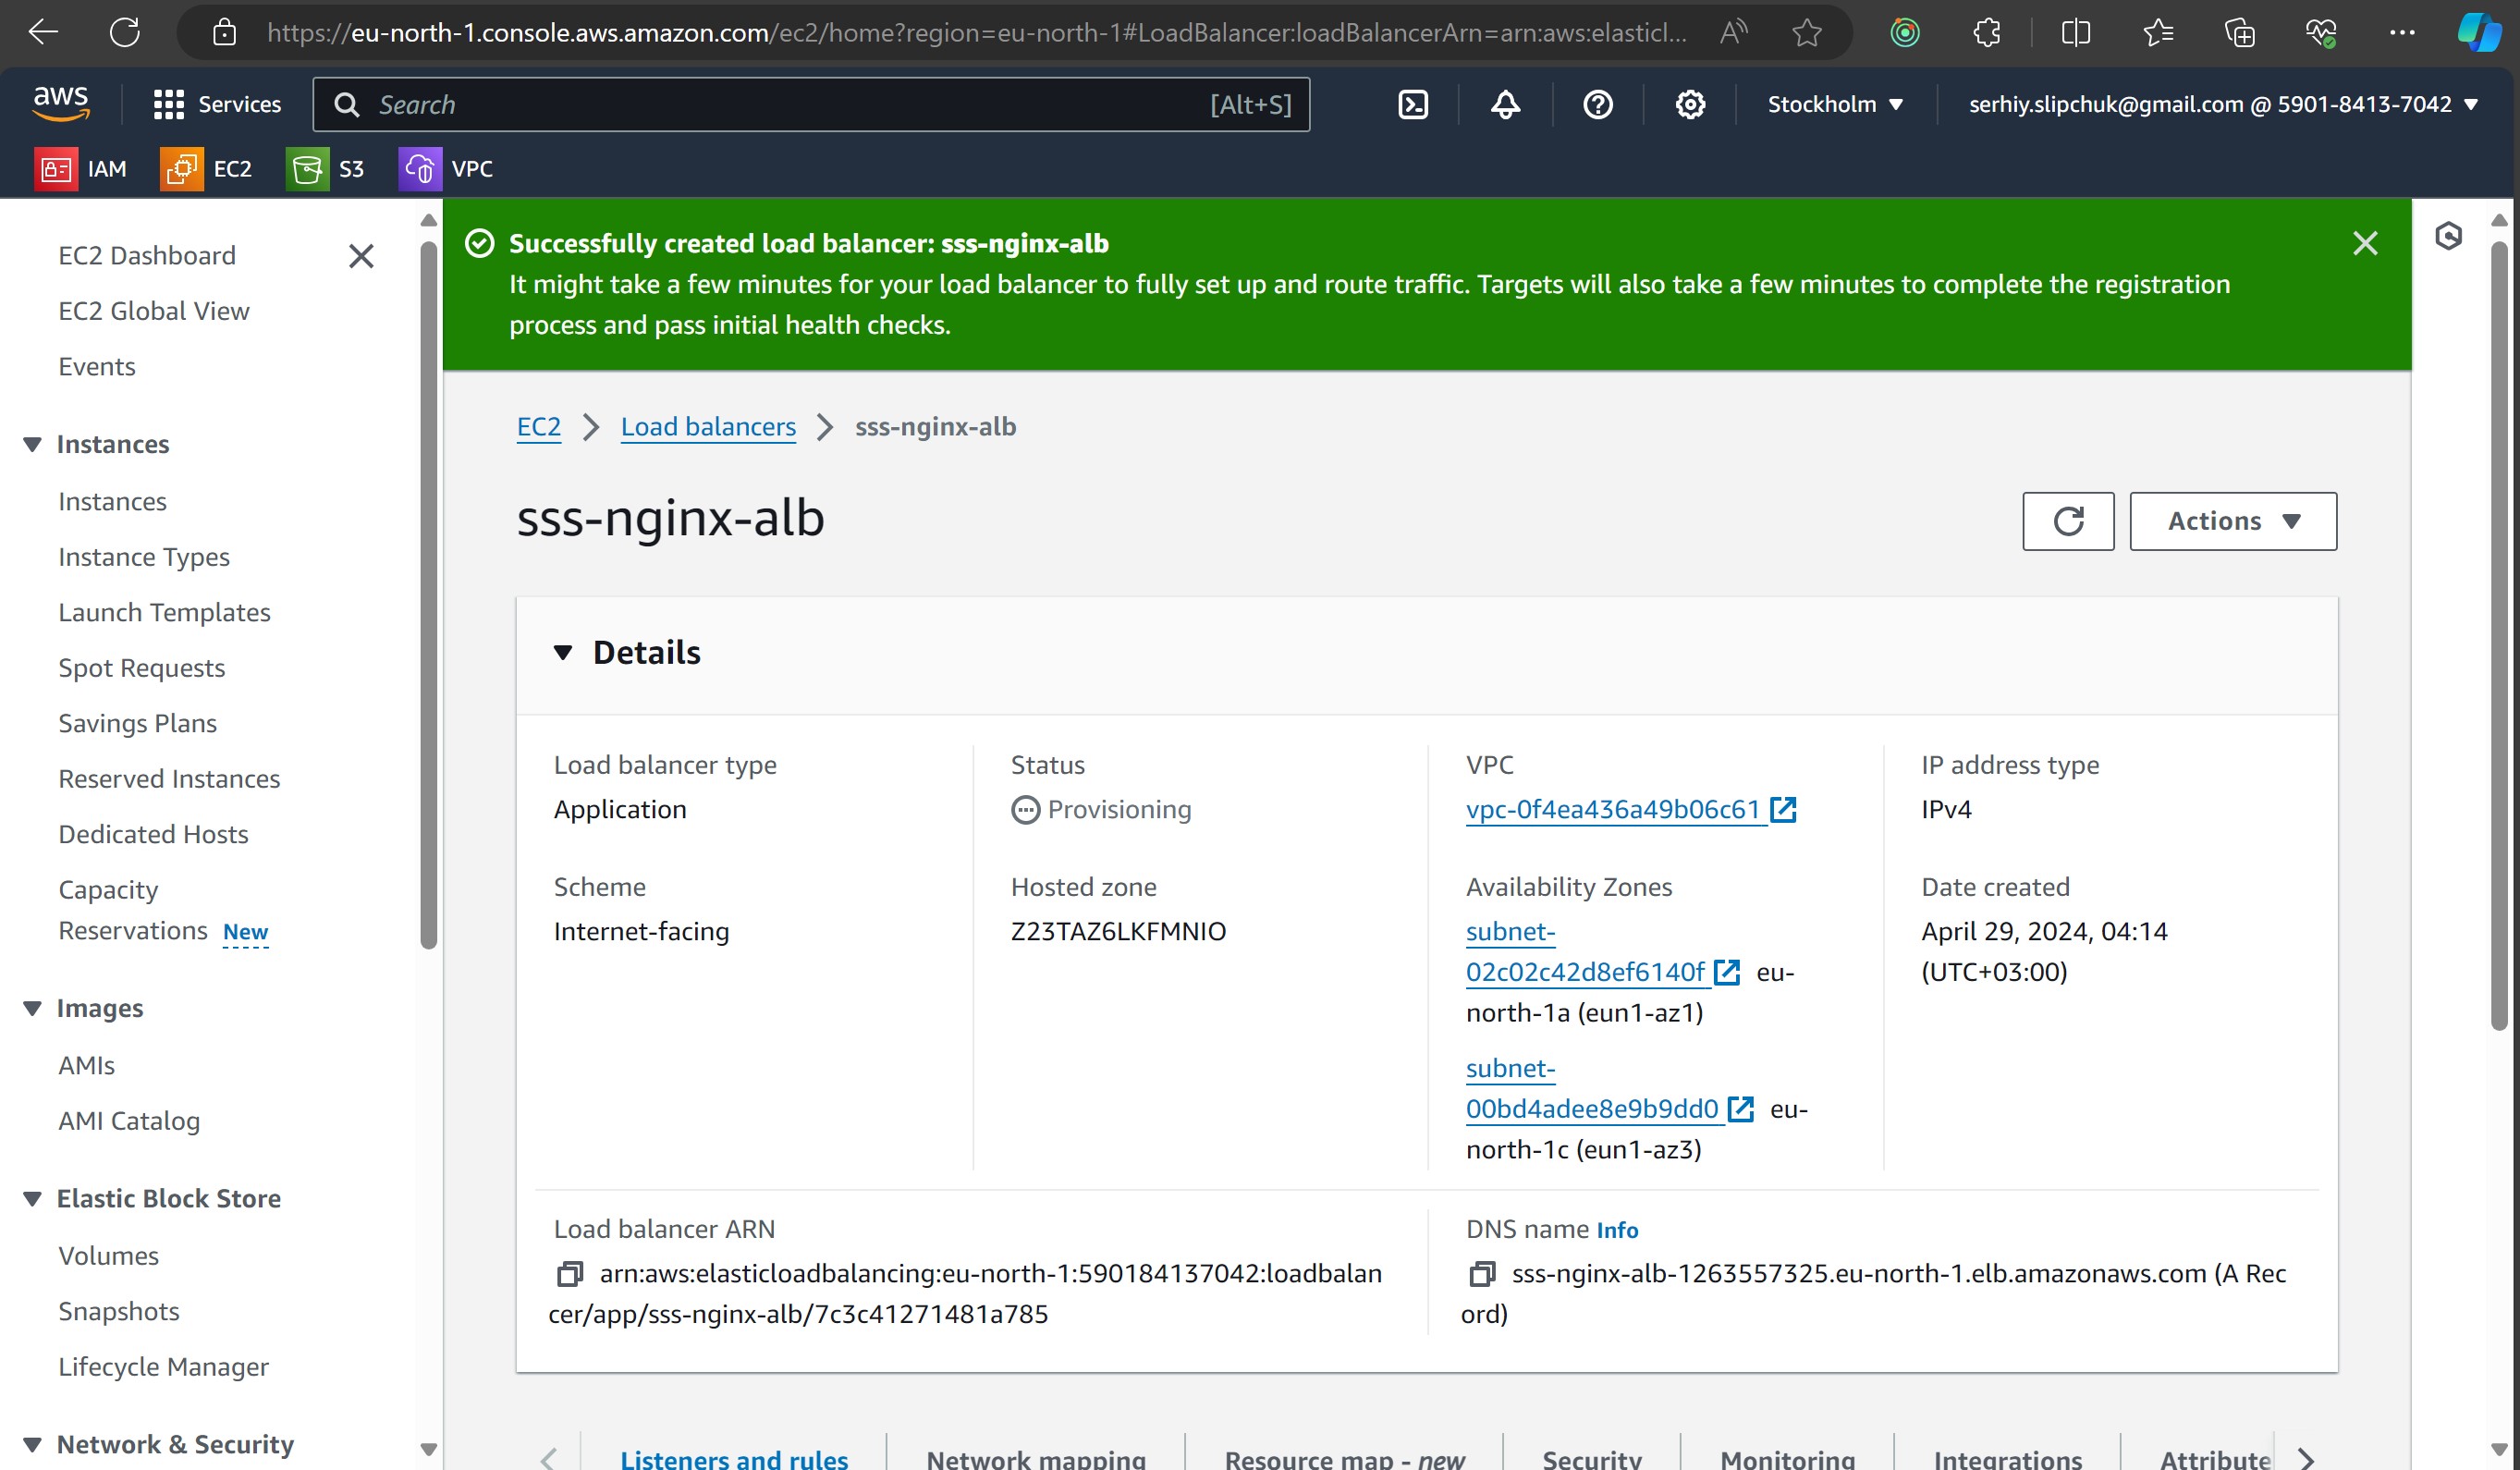 https://eu-north-1.console.aws.amazon.com/ec2/home?region=eu-north-1#LoadBalancer:loadBalancerArn=arn:aws:elasticl...
aws
Services
Search
[Alt+S]
Stockholm
serhiy.slipchuk@gmail.com @ 5901-8413-7042
IAM
EC2
S3
VPC
EC2 Dashboard
EC2 Global View
Events
Instances
Instances
Instance Types
Launch Templates
Spot Requests
Savings Plans
Reserved Instances
Dedicated Hosts
Capacity
Reservations New
Images
AMIs
AMI Catalog
Elastic Block Store
Volumes
Snapshots
Lifecycle Manager
Network & Security
Successfully created load balancer: sss-nginx-alb
It might take a few minutes for your load balancer to fully set up and route traffic. Targets will also take a few minutes to complete the registration
process and pass initial health checks.
EC2 > Load balancers > sss-nginx-alb
sss-nginx-alb
Actions
Details
Load balancer type
Application
Status
Provisioning
VPC
vpc-0f4ea436a49b06c61
IP address type
IPv4
Scheme
Internet-facing
Hosted zone
Z23TAZ6LKFMNIO
Availability Zones
subnet-
02c02c42d8ef6140f eu-
north-1a (eun1-az1)
subnet-
00bd4adee8e9b9dd0 eu-
north-1c (eun1-az3)
Date created
April 29, 2024, 04:14
(UTC+03:00)
Load balancer ARN
arn:aws:elasticloadbalancing:eu-north-1:590184137042:loadbalan
cer/app/sss-nginx-alb/7c3c41271481a785
DNS name Info
sss-nginx-alb-1263557325.eu-north-1.elb.amazonaws.com (A Rec
ord)
Listeners and rules
Network mapping
Resource map - new
Security
Monitoring
Integrations
Attribute